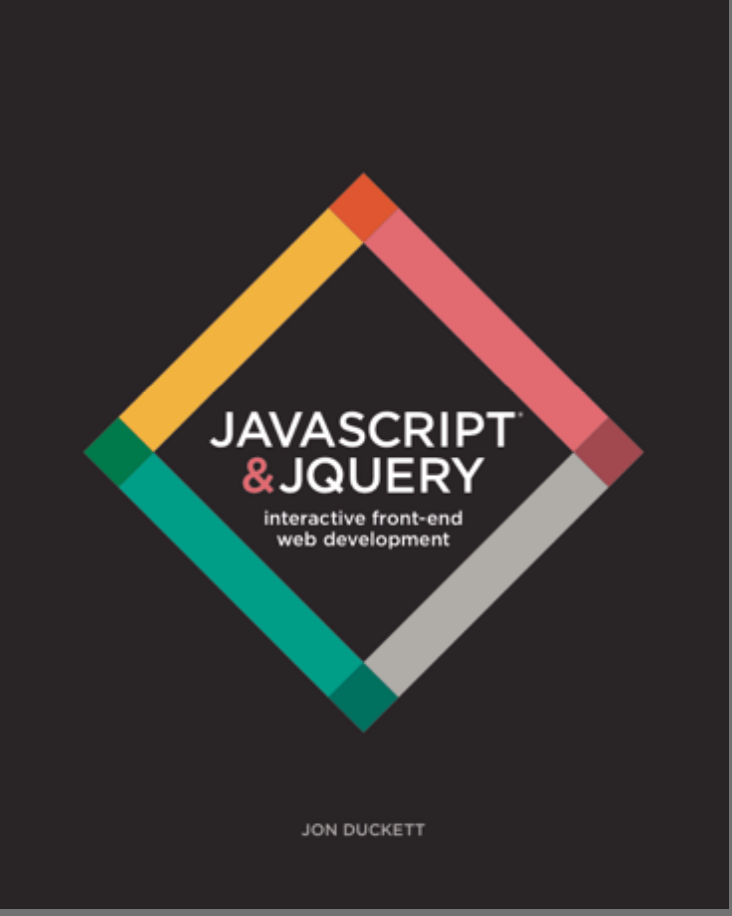 JAVASCRIPT
&JQUERY
interactive front-end
web development
JON DUCKETT